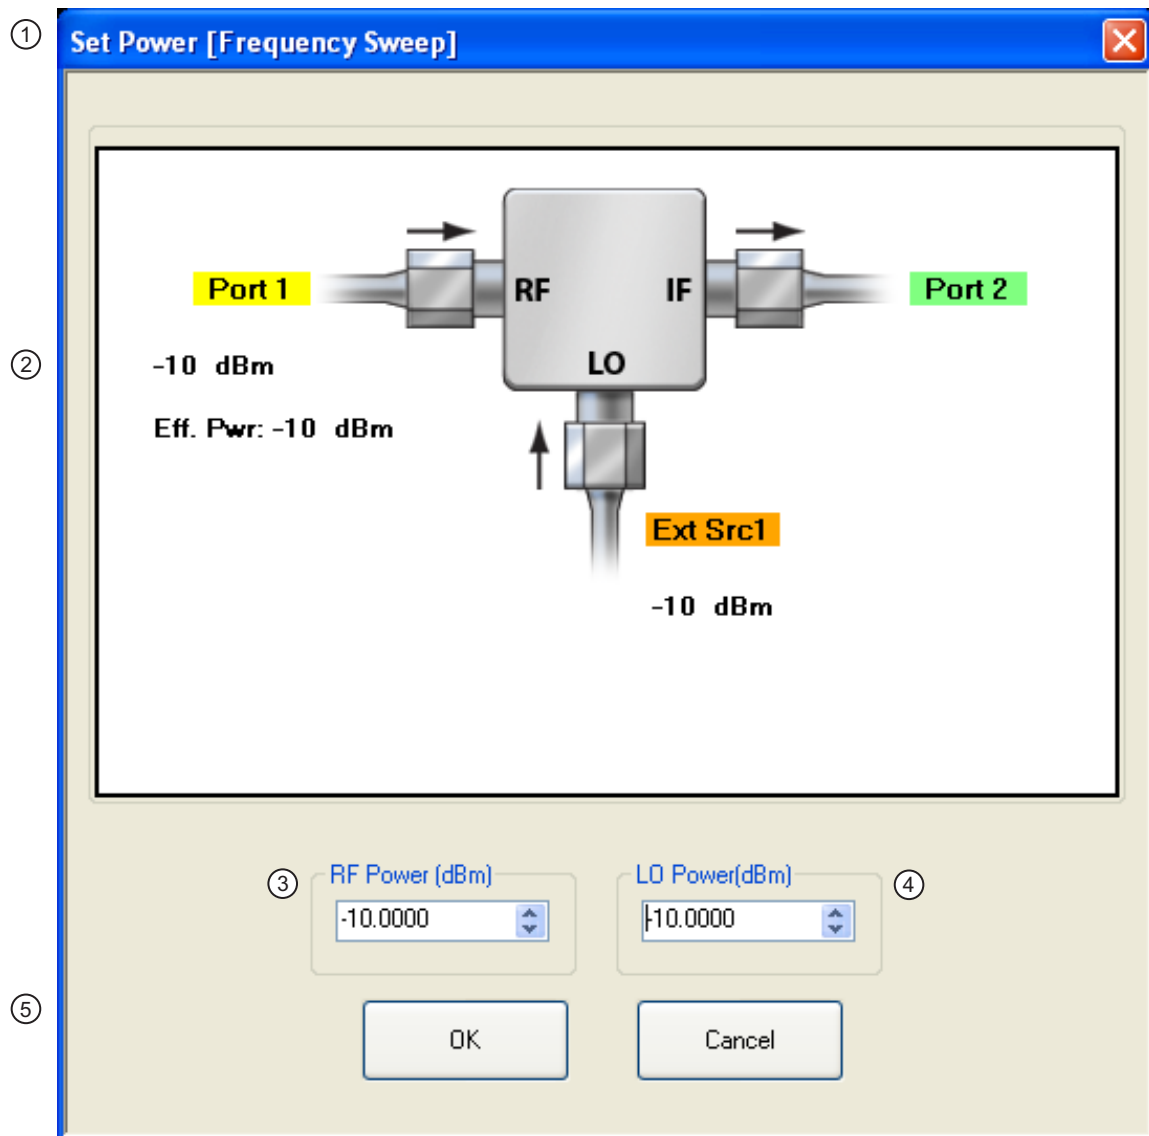 ①
Set Power [Frequency Sweep]
Port 1
RF
IF
Port 2
LO
②
-10 dBm
Eff. Pwr: -10 dBm
Ext Src1
-10 dBm
③
RF Power (dBm)
-10.0000
LO Power(dBm)
-10.0000
④
⑤
OK
Cancel